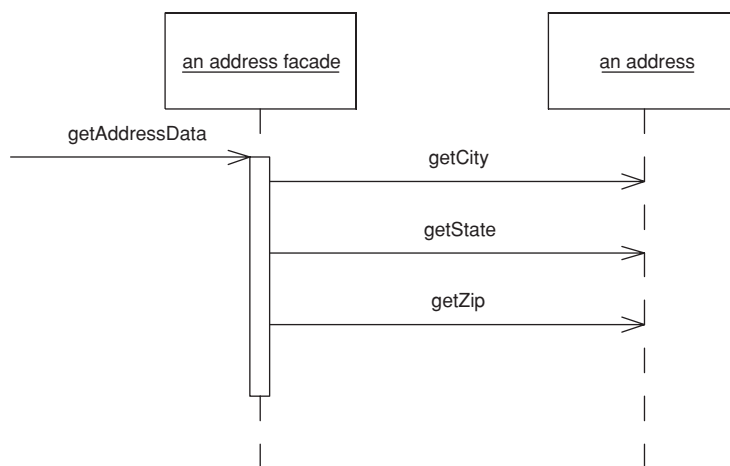 an address facade
an address
getAddressData
getCity
getState
getZip